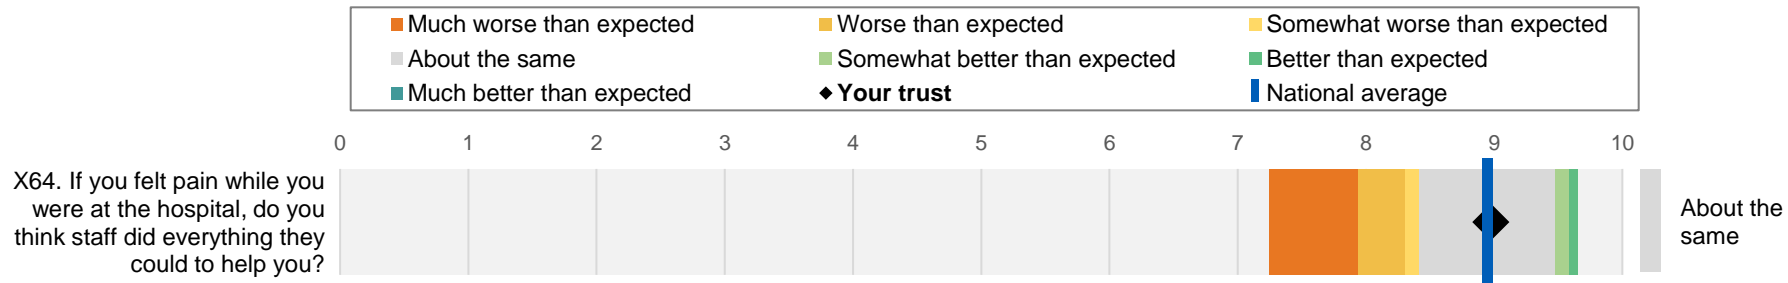 Much worse than expected
Worse than expected
Somewhat worse than expected
About the same
Somewhat better than expected
Better than expected
Much better than expected
Your trust
National average
0 1 2 3 4 5 6 7 8 9 10
X64. If you felt pain while you
were at the hospital, do you
think staff did everything they
could to help you?
About the
same